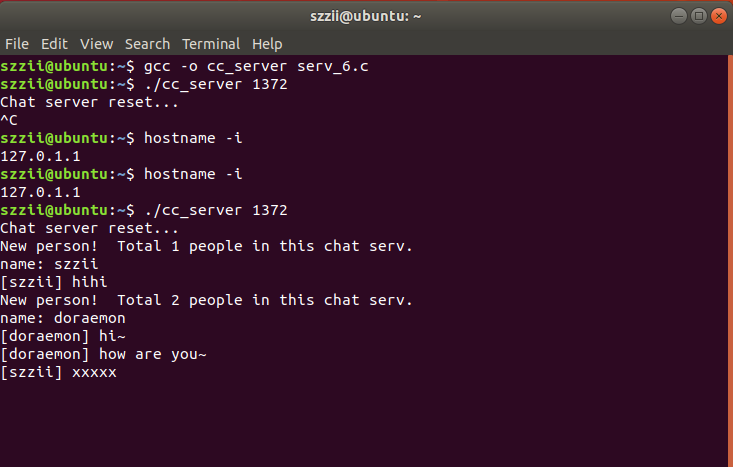 szzii@ubuntu: ~
File Edit View Search Terminal Help
szzii@ubuntu:~$ gcc -o cc_server serv_6.c
szzii@ubuntu:~$ ./cc_server 1372
Chat server reset...
^C
szzii@ubuntu:~$ hostname -i
127.0.1.1
szzii@ubuntu:~$ hostname -i
127.0.1.1
szzii@ubuntu:~$ ./cc_server 1372
Chat server reset...
New person!  Total 1 people in this chat serv.
name: szzii
[szzii] hihi
New person!  Total 2 people in this chat serv.
name: doraemon
[doraemon] hi~
[doraemon] how are you~
[szzii] xxxxx